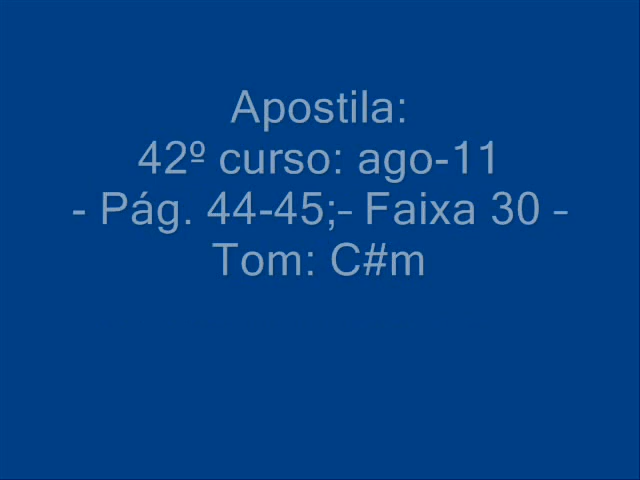 Apostila:
42º curso: ago-11
- Pág. 44-45;– Faixa 30 –
Tom: C#m